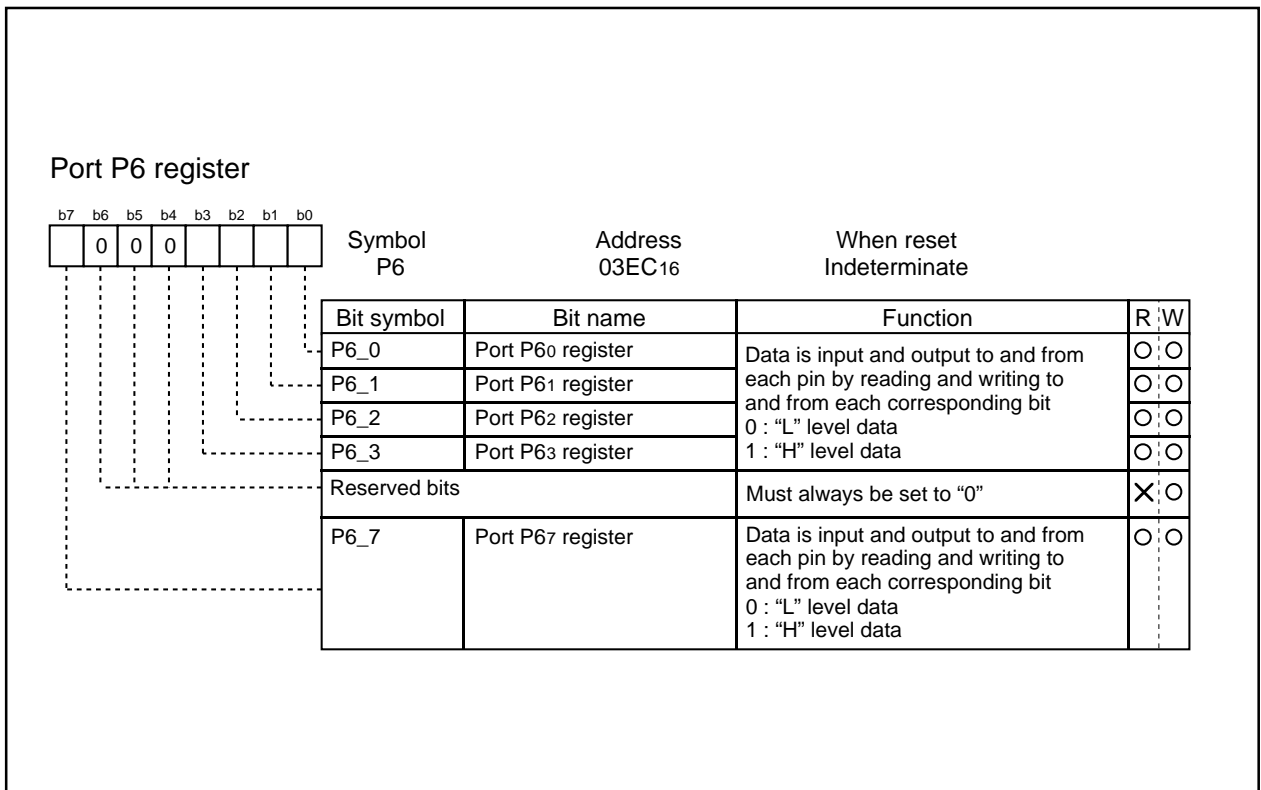 Port P6 register
b7 b6 b5 b4 b3 b2 b1 b0
0 0 0
Symbol Address When reset
P6 03EC16 Indeterminate
Bit symbol Bit name Function R W
P6_0 Port P60 register Data is input and output to and from
each pin by reading and writing to
and from each corresponding bit
0 : “L” level data
1 : “H” level data
P6_1 Port P61 register
P6_2 Port P62 register
P6_3 Port P63 register
Reserved bits Must always be set to “0”
P6_7 Port P67 register Data is input and output to and from
each pin by reading and writing to
and from each corresponding bit
0 : “L” level data
1 : “H” level data